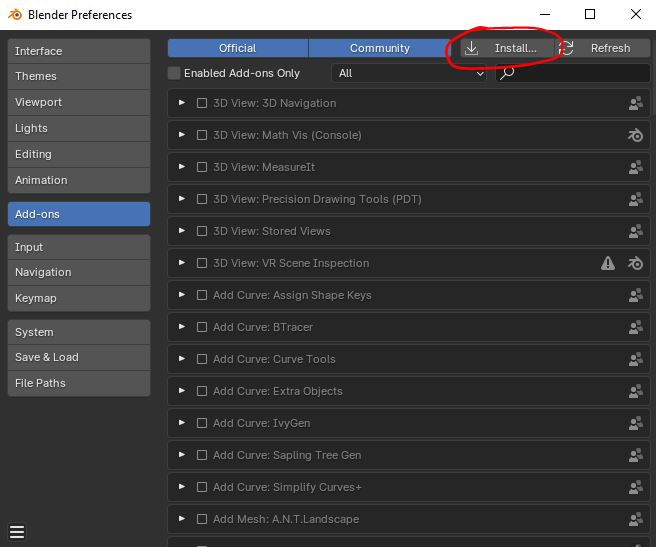 Blender Preferences
Interface
Themes
Viewport
Lights
Editing
Animation
Add-ons
Input
Navigation
Keymap
System
Save & Load
File Paths
Official Community Install... Refresh
Enabled Add-ons Only All
3D View: 3D Navigation
3D View: Math Vis (Console)
3D View: MeasureIt
3D View: Precision Drawing Tools (PDT)
3D View: Stored Views
3D View: VR Scene Inspection
Add Curve: Assign Shape Keys
Add Curve: BTracer
Add Curve: Curve Tools
Add Curve: Extra Objects
Add Curve: IvyGen
Add Curve: Sapling Tree Gen
Add Curve: Simplify Curves+
Add Mesh: A.N.T.Landscape